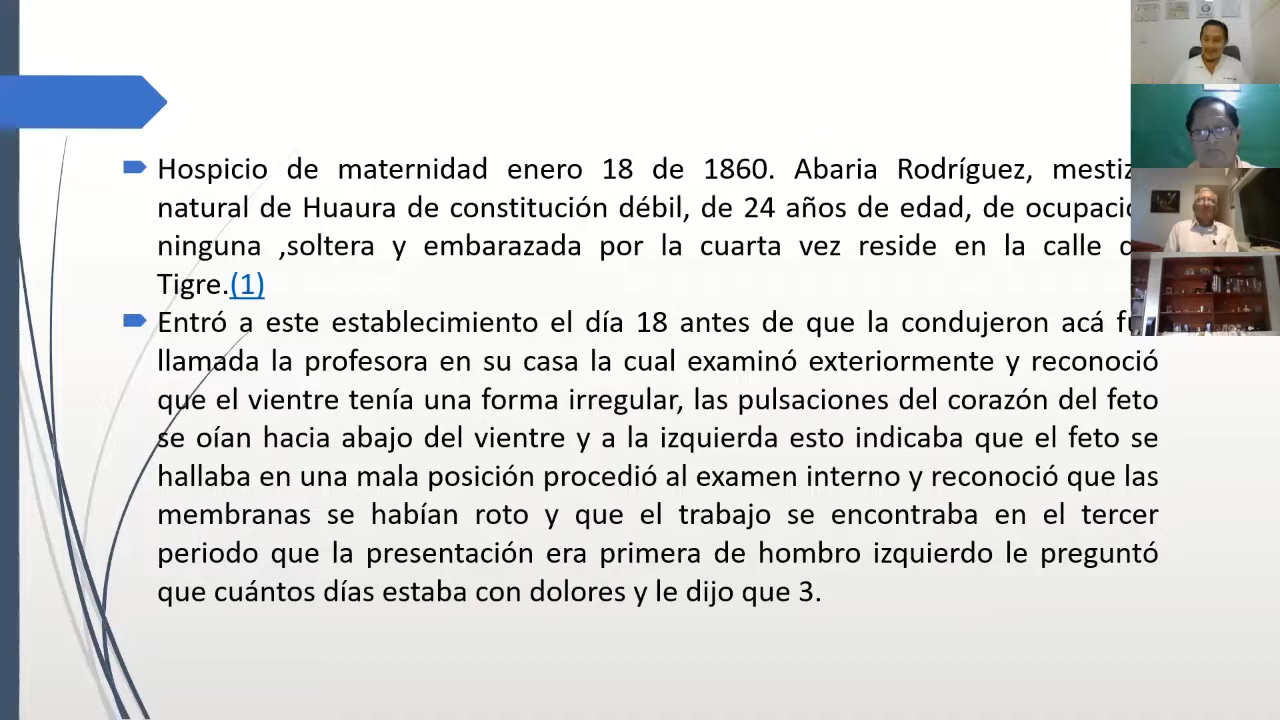 Hospicio de maternidad enero 18 de 1860. Abaria Rodríguez,
natural de Huaura de constitución débil, de 24 años de edad, de
ninguna ,soltera y embarazada por la cuarta vez reside en la calle
Tigre.(1)
Entró a este establecimiento el día 18 antes de que la condujeron acá
llamada la profesora en su casa la cual examinó exteriormente y reconoció
que el vientre tenía una forma irregular, las pulsaciones del corazón del feto
se oían hacia abajo del vientre y a la izquierda esto indicaba que el feto se
hallaba en una mala posición procedió al examen interno y reconoció que las
membranas se habían roto y que el trabajo se encontraba en el tercer
periodo que la presentación era primera de hombro izquierdo le preguntó
que cuántos días estaba con dolores y le dijo que 3.